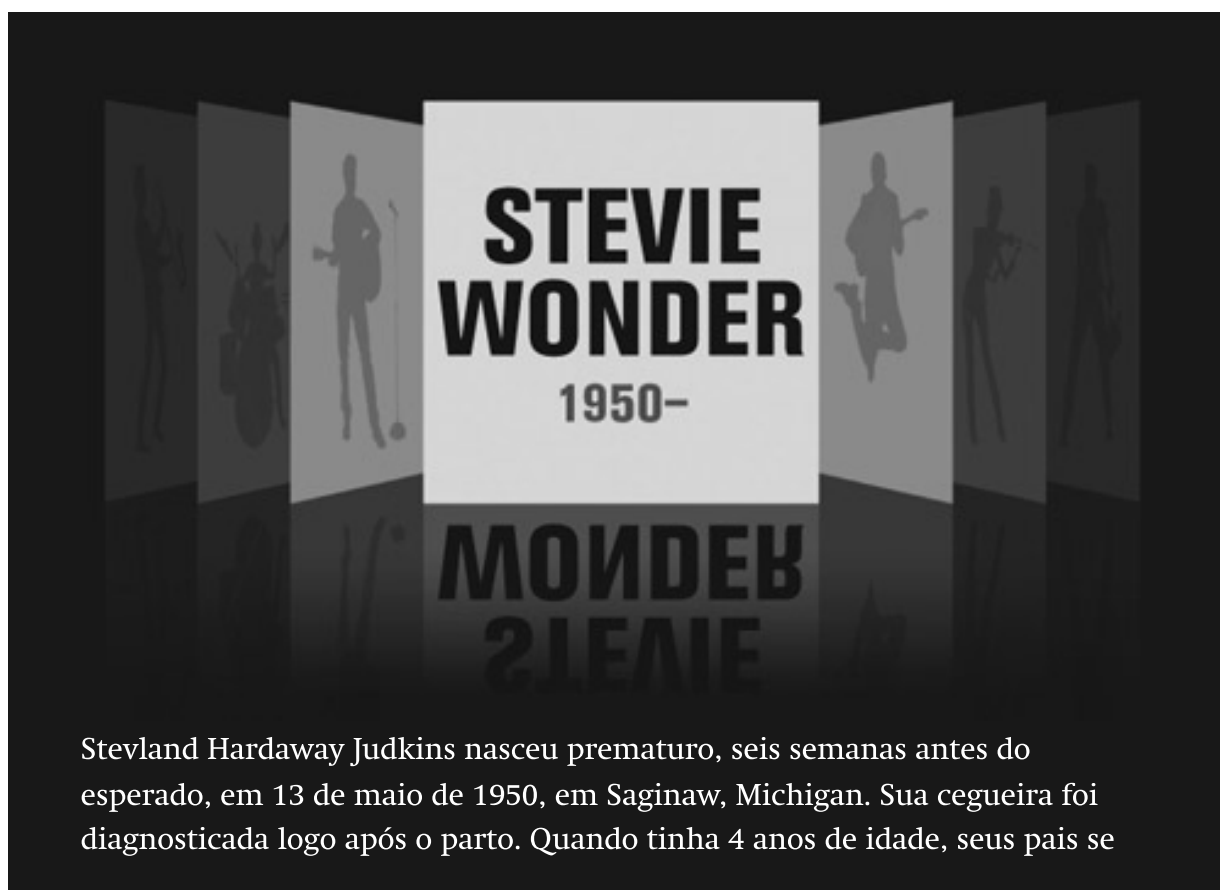 STEVIE
WONDER
1950–
WONDER
STEVIE
Stevland Hardaway Judkins nasceu prematuro, seis semanas antes do
esperado, em 13 de maio de 1950, em Saginaw, Michigan. Sua cegueira foi
diagnosticada logo após o parto. Quando tinha 4 anos de idade, seus pais se